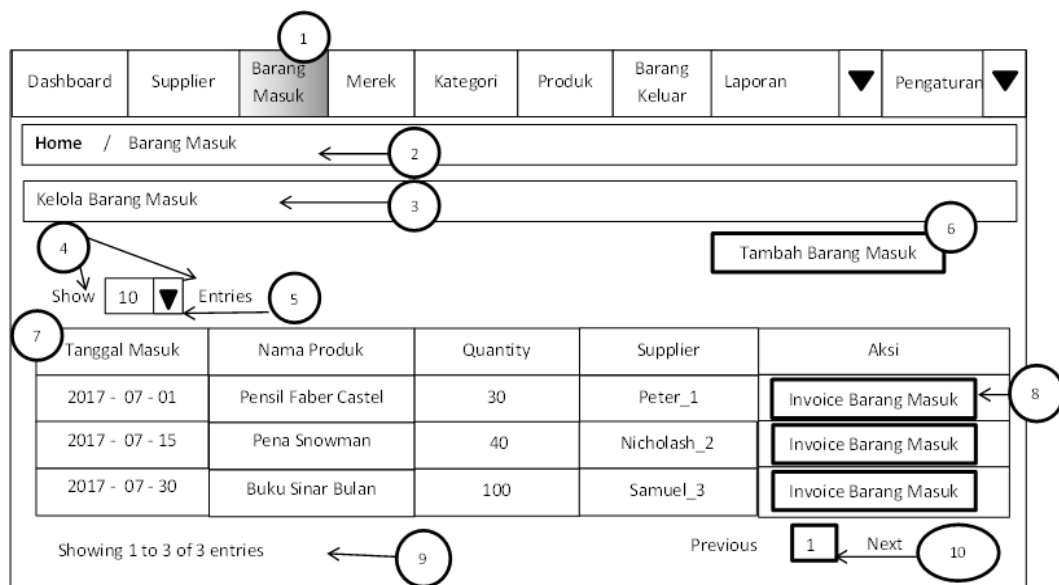 1
Dashboard Supplier Barang Masuk Merek Kategori Produk Barang Keluar Laporan Pengaturan
Home / Barang Masuk
2
Kelola Barang Masuk
3
4
6
Tambah Barang Masuk
Show 10 Entries
5
7
Tanggal Masuk Nama Produk Quantity Supplier Aksi
2017 - 07 - 01 Pensil Faber Castel 30 Peter_1 Invoice Barang Masuk
8
2017 - 07 - 15 Pena Snowman 40 Nicholash_2 Invoice Barang Masuk
2017 - 07 - 30 Buku Sinar Bulan 100 Samuel_3 Invoice Barang Masuk
Showing 1 to 3 of 3 entries
9
Previous 1 Next
10